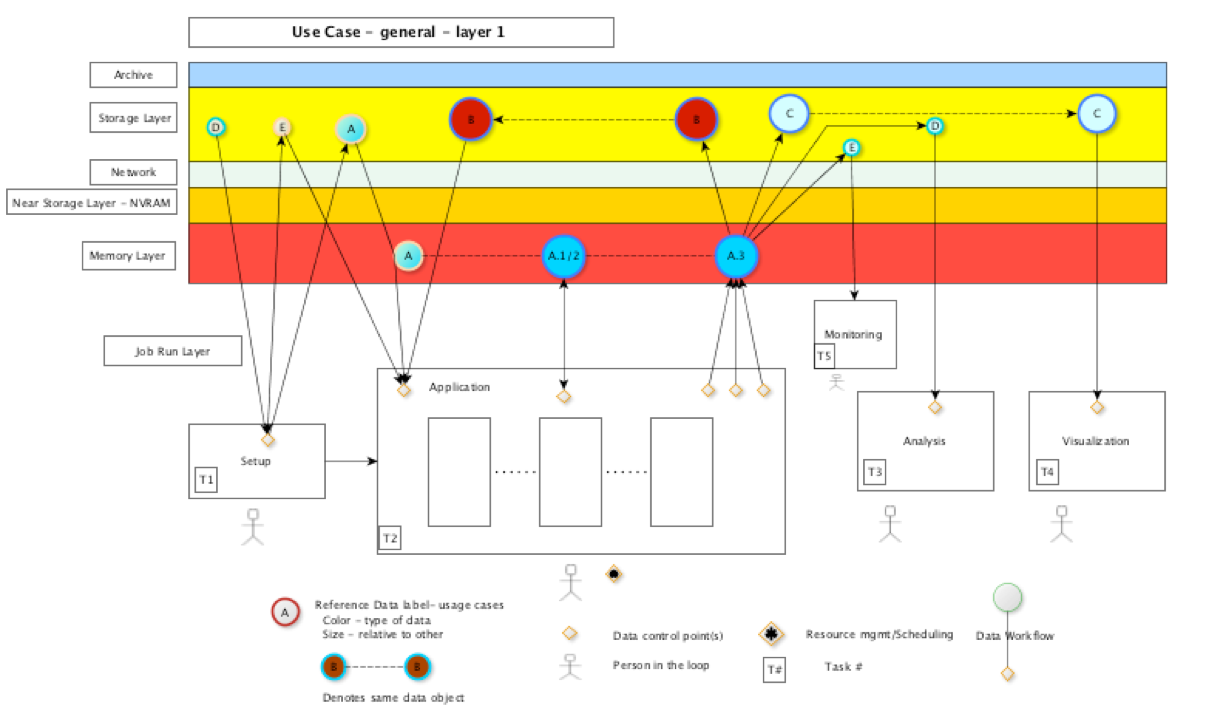 Use Case – general – layer 1
Archive
Storage Layer
D
E
A
B
B
C
C
D
E
Network
Near Storage Layer – NVRAM
Memory Layer
A
A.1/2
A.3
Monitoring
T5
Job Run Layer
Application
Setup
T1
Analysis
T3
Visualization
T4
T2
A
Reference Data label– usage cases
Color – type of data
Size – relative to other
B
B
Denotes same data object
Data control point(s)
Person in the loop
Resource mgmt/Scheduling
T#
Task #
Data Workflow